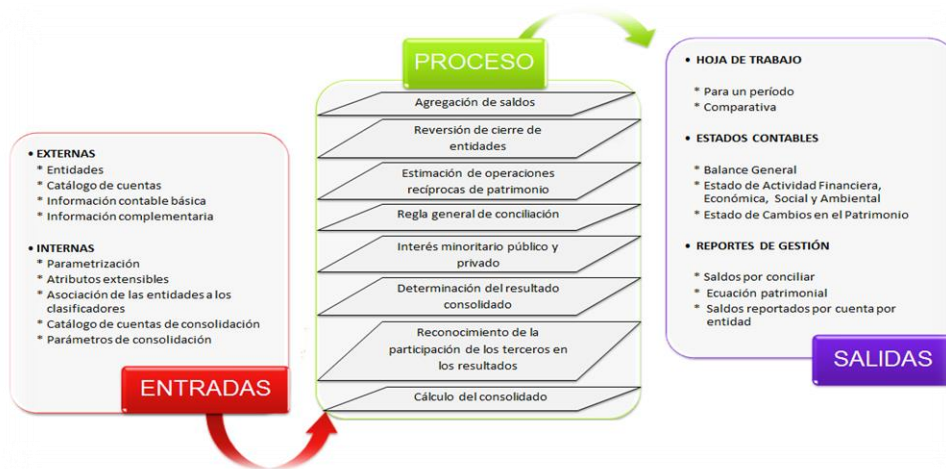 • EXTERNAS
* Entidades
* Catálogo de cuentas
* Información contable básica
* Información complementaria
• INTERNAS
* Parametrización
* Atributos extensibles
* Asociación de las entidades a los
clasificadores
* Catálogo de cuentas de consolidación
* Parámetros de consolidación
ENTRADAS
PROCESO
Agregación de saldos
Reversión de cierre de
entidades
Estimación de operaciones
recíprocas de patrimonio
Regla general de conciliación
Interés minoritario público y
privado
Determinación del resultado
consolidado
Reconocimiento de la
participación de los terceros en
los resultados
Cálculo del consolidado
• HOJA DE TRABAJO
* Para un período
* Comparativa
• ESTADOS CONTABLES
* Balance General
* Estado de Actividad Financiera,
Económica, Social y Ambiental
* Estado de Cambios en el Patrimonio
• REPORTES DE GESTIÓN
* Saldos por conciliar
* Ecuación patrimonial
* Saldos reportados por cuenta por
entidad
SALIDAS